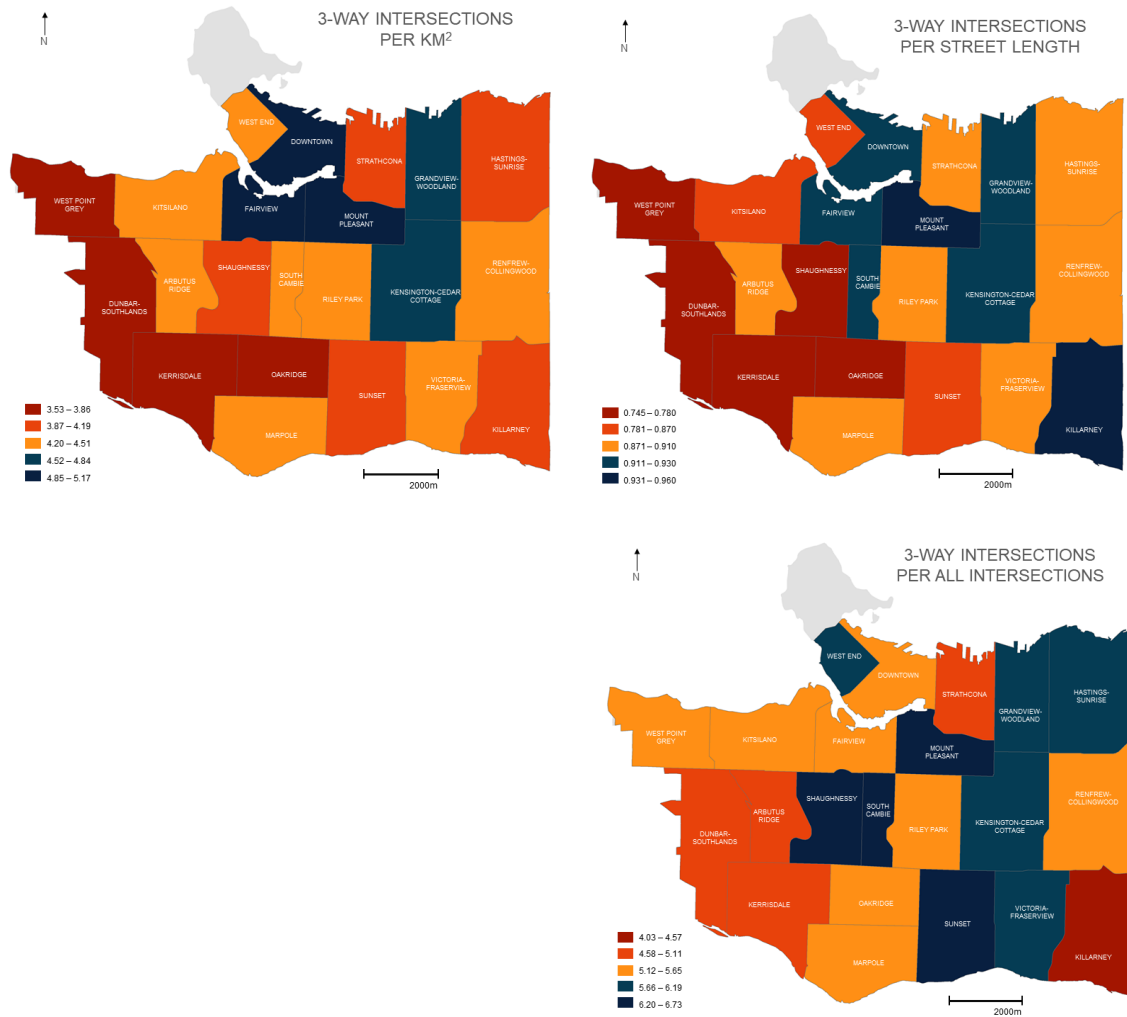 3-WAY INTERSECTIONS
PER KM²
N
WEST END
DOWNTOWN
STRATHCONA
HASTINGS-
SUNRISE
GRANDVIEW-
WOODLAND
WEST POINT
GREY
KITSILANO
FAIRVIEW
MOUNT
PLEASANT
RENFREW-
COLLINGWOOD
SHAUGHNESSY
ARBUTUS
RIDGE
SOUTH
CAMBIE
KENSINGTON-CEDAR
COTTAGE
DUNBAR-
SOUTHLANDS
RILEY PARK
KERRISDALE
OAKRIDGE
SUNSET
VICTORIA-
FRASERVIEW
KILLARNEY
MARPOLE
3.53 – 3.86
3.87 – 4.19
4.20 – 4.51
4.52 – 4.84
4.85 – 5.17
2000m
3-WAY INTERSECTIONS
PER STREET LENGTH
N
WEST END
DOWNTOWN
STRATHCONA
HASTINGS-
SUNRISE
GRANDVIEW-
WOODLAND
WEST POINT
GREY
KITSILANO
FAIRVIEW
MOUNT
PLEASANT
RENFREW-
COLLINGWOOD
SHAUGHNESSY
ARBUTUS
RIDGE
SOUTH
CAMBIE
KENSINGTON-CEDAR
COTTAGE
DUNBAR-
SOUTHLANDS
RILEY PARK
KERRISDALE
OAKRIDGE
SUNSET
VICTORIA-
FRASERVIEW
KILLARNEY
MARPOLE
0.745 – 0.780
0.781 – 0.870
0.871 – 0.910
0.911 – 0.930
0.931 – 0.960
2000m
3-WAY INTERSECTIONS
PER ALL INTERSECTIONS
N
WEST END
DOWNTOWN
STRATHCONA
HASTINGS-
SUNRISE
GRANDVIEW-
WOODLAND
WEST POINT
GREY
KITSILANO
FAIRVIEW
MOUNT
PLEASANT
RENFREW-
COLLINGWOOD
SHAUGHNESSY
ARBUTUS
RIDGE
SOUTH
CAMBIE
KENSINGTON-CEDAR
COTTAGE
DUNBAR-
SOUTHLANDS
RILEY PARK
KERRISDALE
OAKRIDGE
SUNSET
VICTORIA-
FRASERVIEW
KILLARNEY
MARPOLE
4.03 – 4.57
4.58 – 5.11
5.12 – 5.65
5.66 – 6.19
6.20 – 6.73
2000m